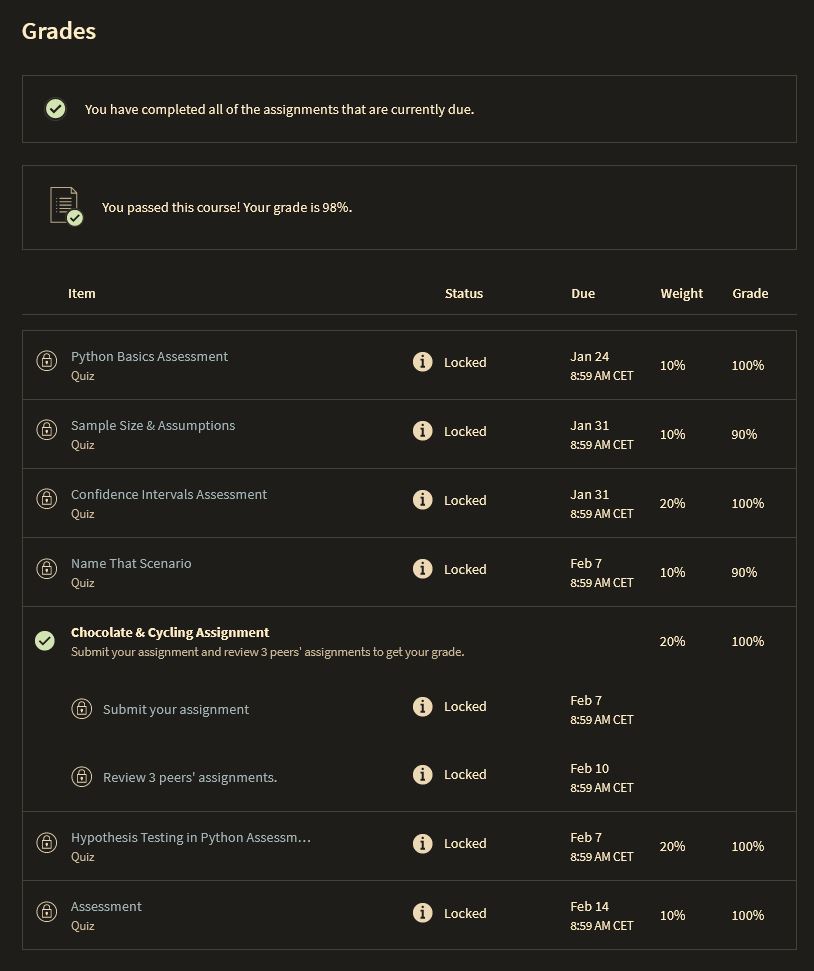 Grades
You have completed all of the assignments that are currently due.
You passed this course! Your grade is 98%.
Item Status Due Weight Grade
Python Basics Assessment
Quiz
Locked
Jan 24
8:59 AM CET
10%
100%
Sample Size & Assumptions
Quiz
Locked
Jan 31
8:59 AM CET
10%
90%
Confidence Intervals Assessment
Quiz
Locked
Jan 31
8:59 AM CET
20%
100%
Name That Scenario
Quiz
Locked
Feb 7
8:59 AM CET
10%
90%
Chocolate & Cycling Assignment
Submit your assignment and review 3 peers' assignments to get your grade.
20%
100%
Submit your assignment
Locked
Feb 7
8:59 AM CET
Review 3 peers' assignments.
Locked
Feb 10
8:59 AM CET
Hypothesis Testing in Python Assessm...
Quiz
Locked
Feb 7
8:59 AM CET
20%
100%
Assessment
Quiz
Locked
Feb 14
8:59 AM CET
10%
100%